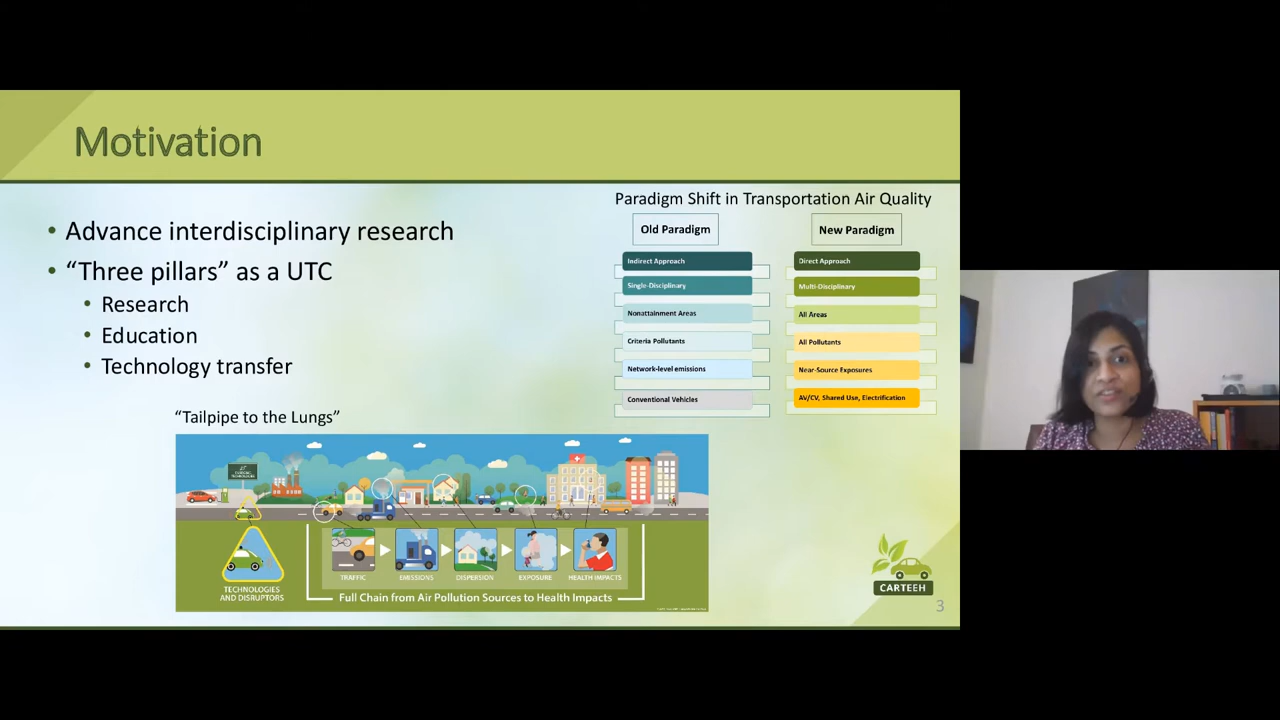 Motivation
• Advance interdisciplinary research
• “Three pillars” as a UTC
• Research
• Education
• Technology transfer
Paradigm Shift in Transportation Air Quality
Old Paradigm
Indirect Approach
Single-Disciplinary
Nonattainment Areas
Criteria Pollutants
Network-level emissions
Conventional Vehicles
New Paradigm
Direct Approach
Multi-Disciplinary
All Areas
All Pollutants
Near-Source Exposures
AV/CV, Shared Use, Electrification
“Tailpipe to the Lungs”
TECHNOLOGIES
AND DISRUPTORS
TRAFFIC
EMISSIONS
DISPERSION
EXPOSURE
HEALTH IMPACTS
Full Chain from Air Pollution Sources to Health Impacts
CARTEEH
3